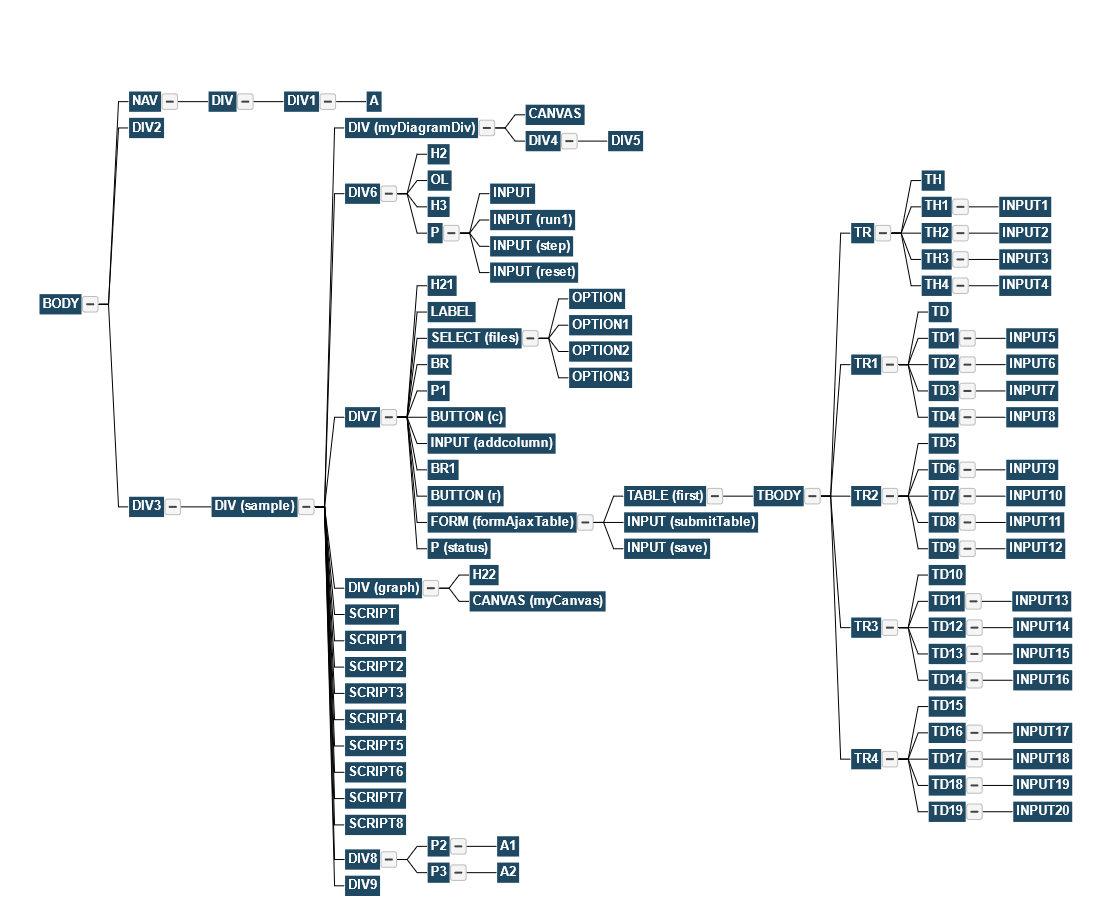 BODY
NAV
DIV
DIV1
A
DIV2
DIV3
DIV (sample)
DIV (myDiagramDiv)
CANVAS
DIV4
DIV5
DIV6
H2
OL
H3
P
INPUT
INPUT (run1)
INPUT (step)
INPUT (reset)
DIV7
H21
LABEL
SELECT (files)
OPTION
OPTION1
OPTION2
OPTION3
BR
P1
BUTTON (c)
INPUT (addcolumn)
BR1
BUTTON (r)
FORM (formAjaxTable)
TABLE (first)
TBODY
TR
TH
TH1
INPUT1
TH2
INPUT2
TH3
INPUT3
TH4
INPUT4
TR1
TD
TD1
INPUT5
TD2
INPUT6
TD3
INPUT7
TD4
INPUT8
TR2
TD5
TD6
INPUT9
TD7
INPUT10
TD8
INPUT11
TD9
INPUT12
TR3
TD10
TD11
INPUT13
TD12
INPUT14
TD13
INPUT15
TD14
INPUT16
TR4
TD15
TD16
INPUT17
TD17
INPUT18
TD18
INPUT19
TD19
INPUT20
INPUT (submitTable)
INPUT (save)
P (status)
DIV (graph)
H22
CANVAS (myCanvas)
SCRIPT
SCRIPT1
SCRIPT2
SCRIPT3
SCRIPT4
SCRIPT5
SCRIPT6
SCRIPT7
SCRIPT8
DIV8
P2
A1
P3
A2
DIV9